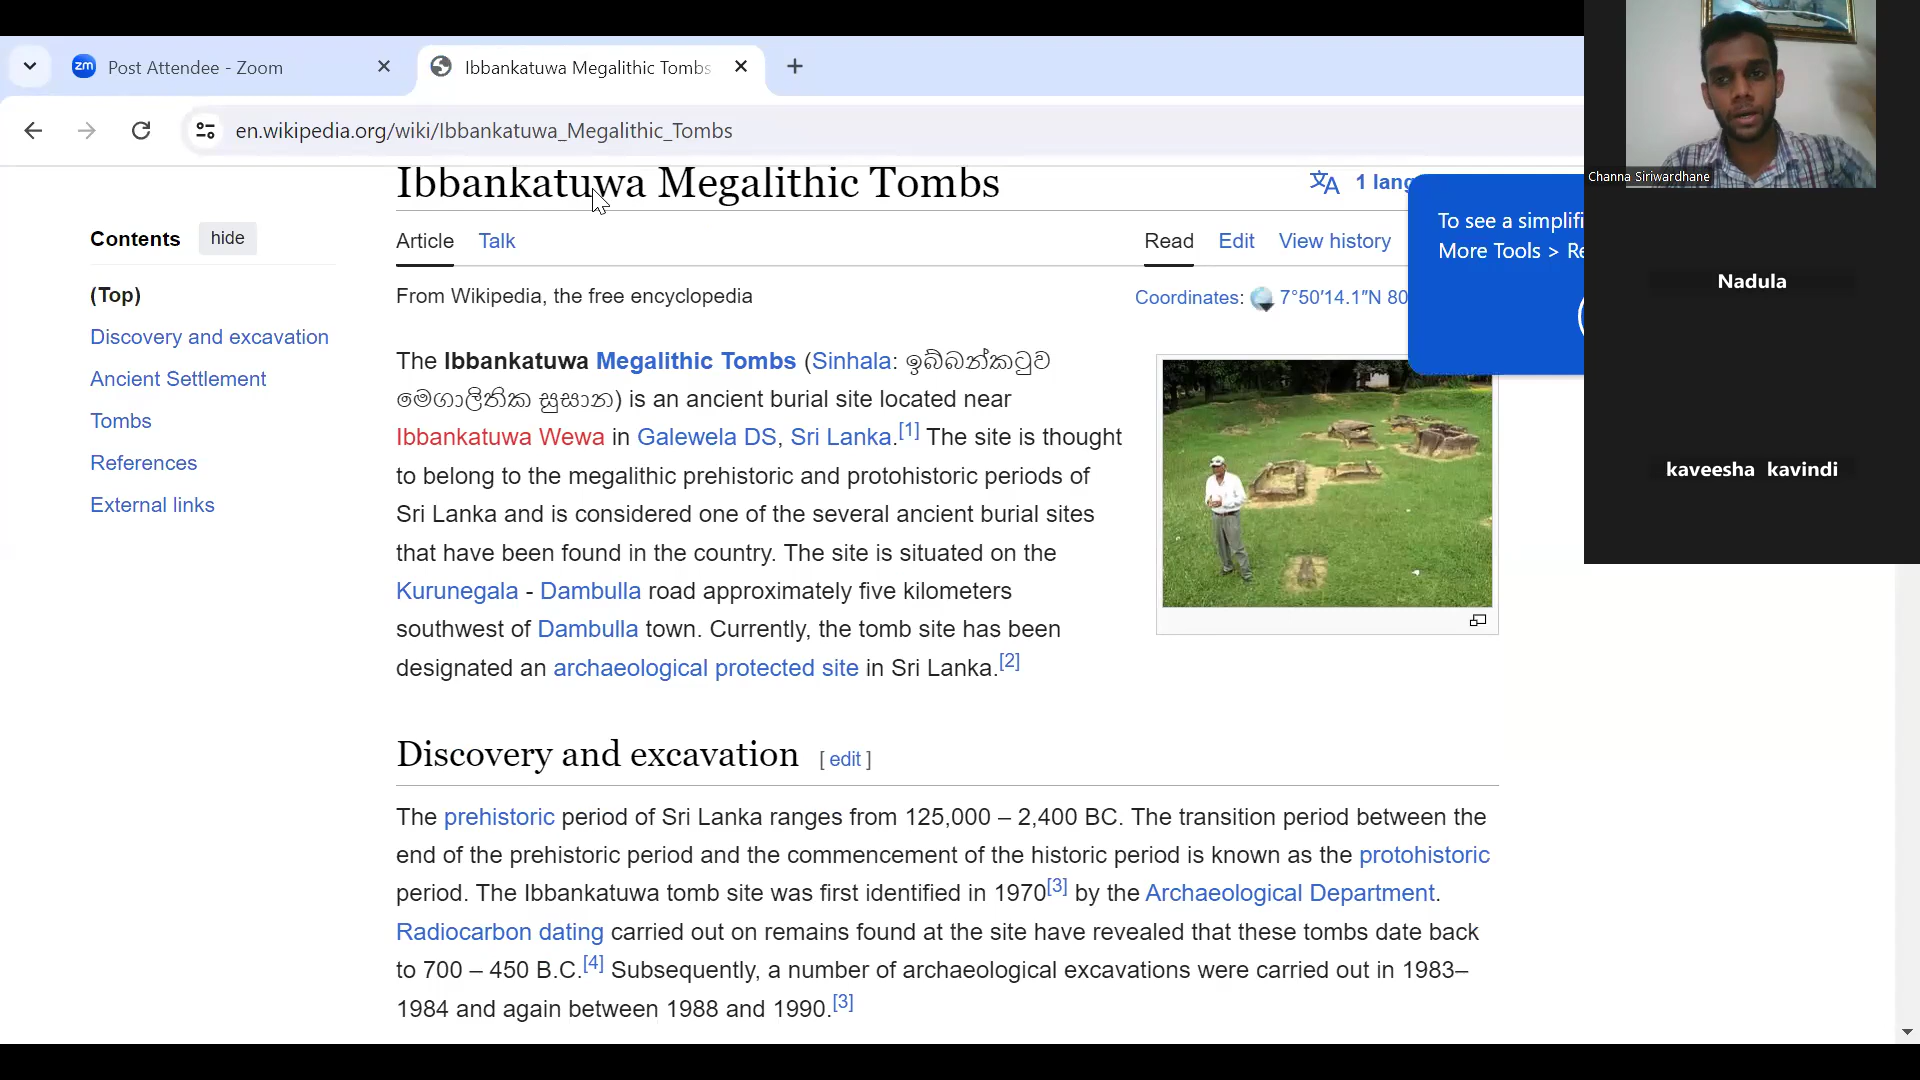 Post Attendee - Zoom
Ibbankatuwa Megalithic Tombs
en.wikipedia.org/wiki/Ibbankatuwa_Megalithic_Tombs
Channa Siriwardhane
Nadula
kaveesha kavindi
Ibbankatuwa Megalithic Tombs
1 lang
To see a simplifi
More Tools > Re
Contents hide
(Top)
Discovery and excavation
Ancient Settlement
Tombs
References
External links
Article Talk Read Edit View history
From Wikipedia, the free encyclopedia
Coordinates: 7°50′14.1″N 80
The Ibbankatuwa Megalithic Tombs (Sinhala: ඉබ්බන්කටුව
මෙගාලිතික සුසාන) is an ancient burial site located near
Ibbankatuwa Wewa in Galewela DS, Sri Lanka.[1] The site is thought
to belong to the megalithic prehistoric and protohistoric periods of
Sri Lanka and is considered one of the several ancient burial sites
that have been found in the country. The site is situated on the
Kurunegala - Dambulla road approximately five kilometers
southwest of Dambulla town. Currently, the tomb site has been
designated an archaeological protected site in Sri Lanka.[2]
Discovery and excavation [ edit ]
The prehistoric period of Sri Lanka ranges from 125,000 – 2,400 BC. The transition period between the
end of the prehistoric period and the commencement of the historic period is known as the protohistoric
period. The Ibbankatuwa tomb site was first identified in 1970[3] by the Archaeological Department.
Radiocarbon dating carried out on remains found at the site have revealed that these tombs date back
to 700 – 450 B.C.[4] Subsequently, a number of archaeological excavations were carried out in 1983–
1984 and again between 1988 and 1990.[3]